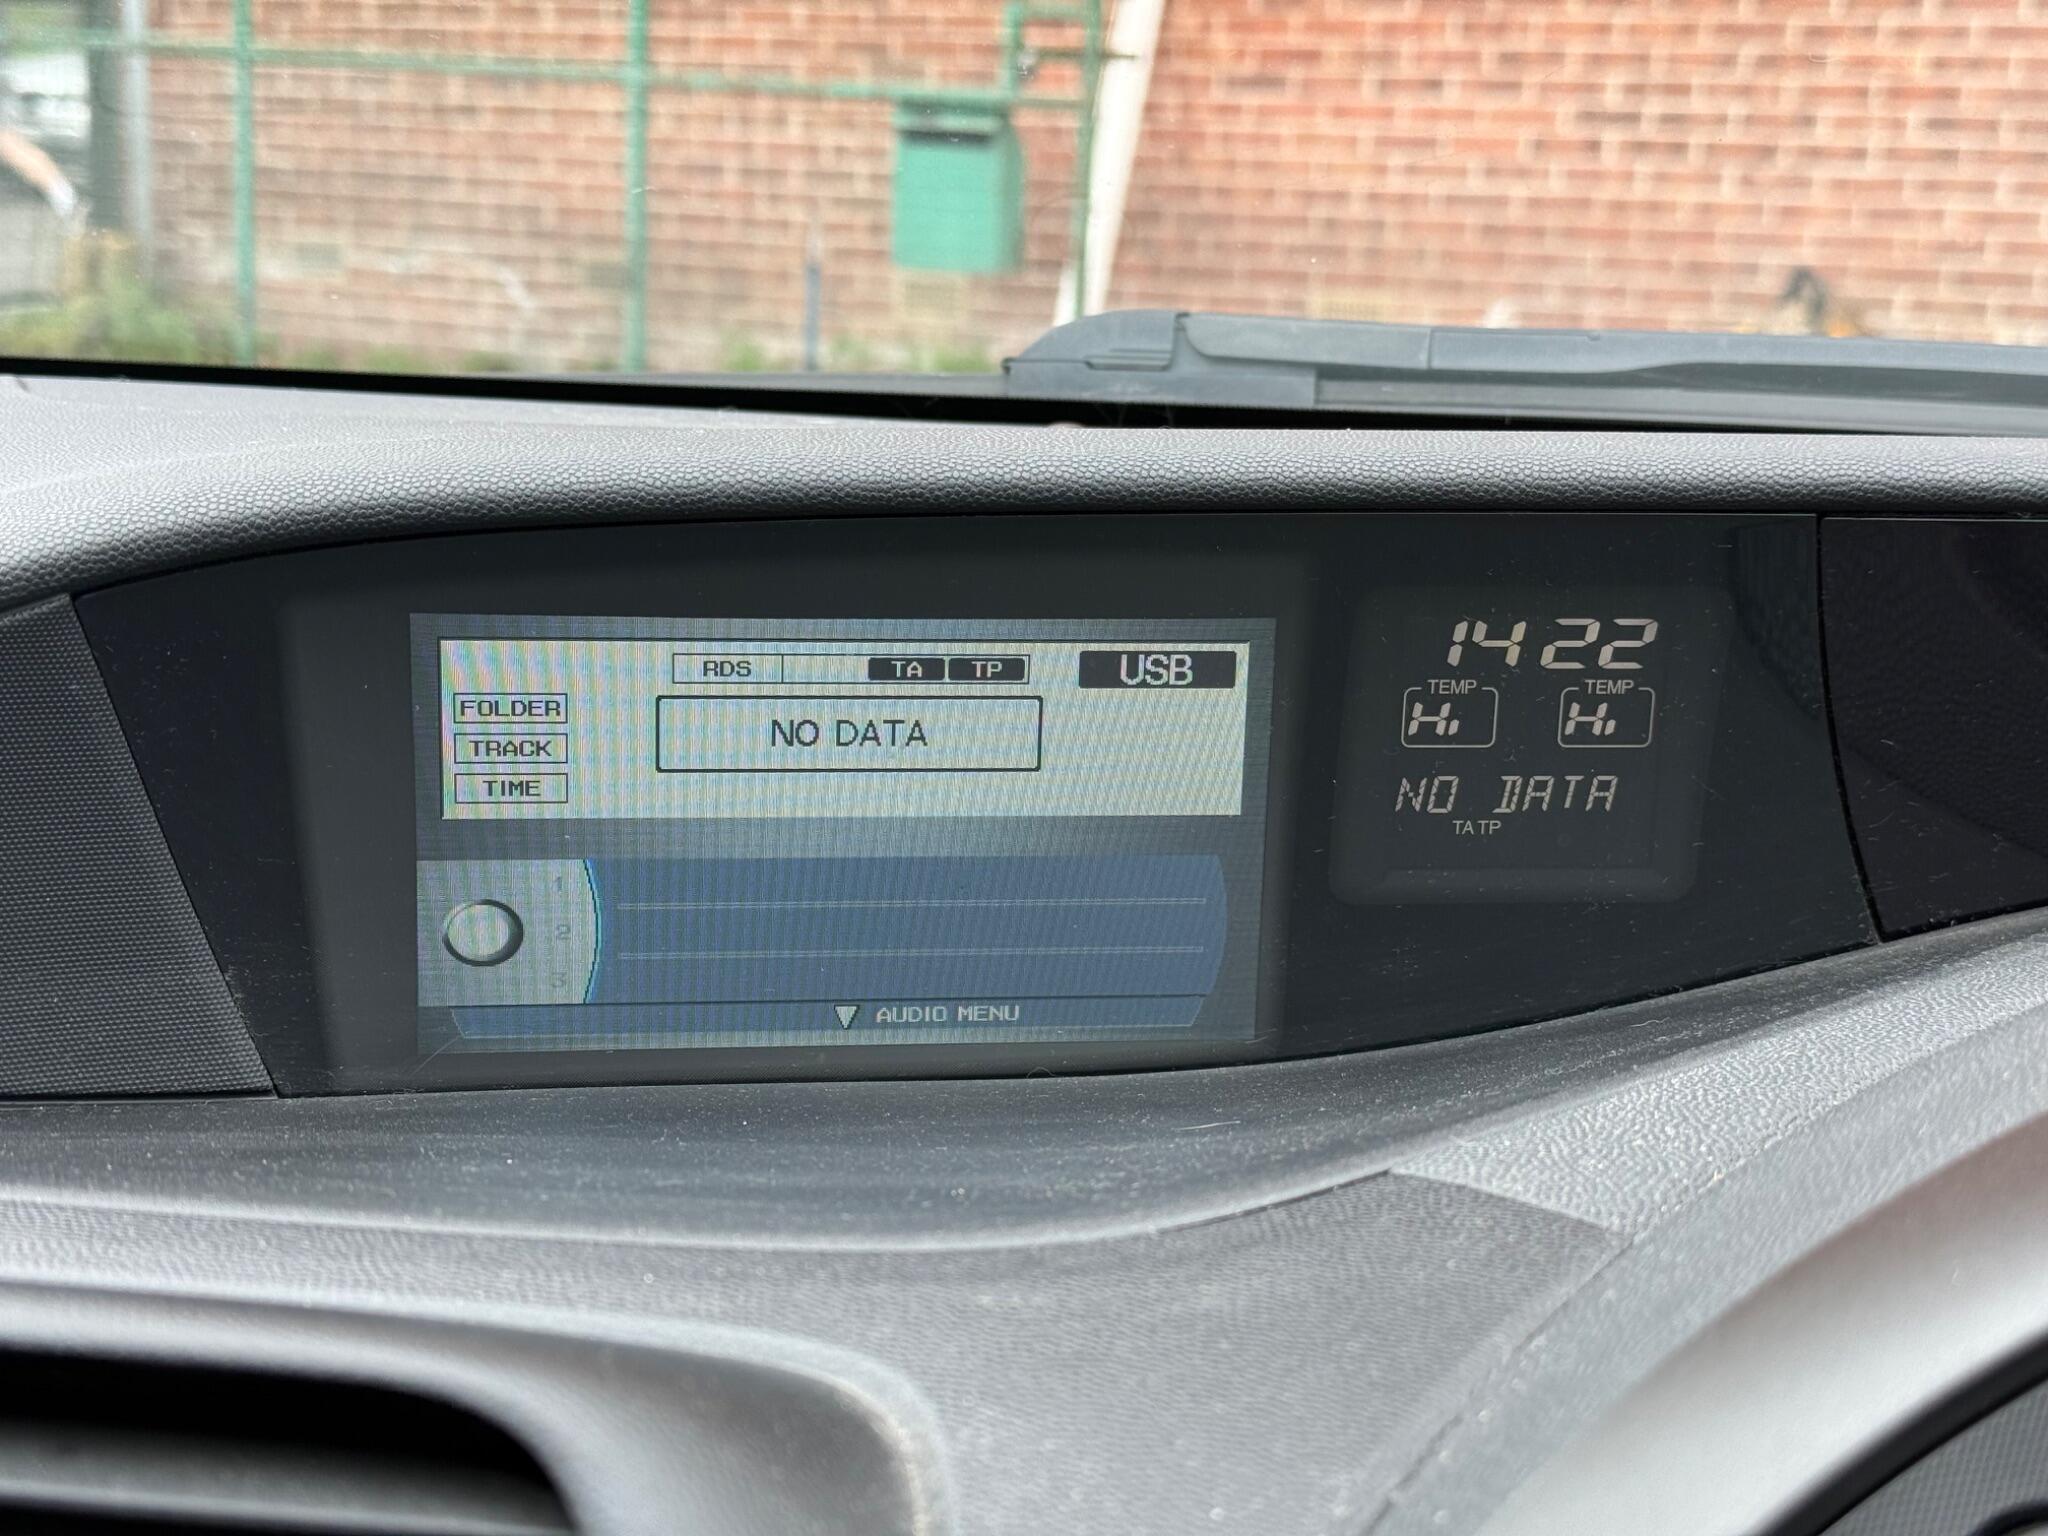 RDS TA TP USB
FOLDER
NO DATA
TRACK
TIME
1
2
3
AUDIO MENU
1422
TEMP TEMP
Hi Hi
NO DATA
TA TP